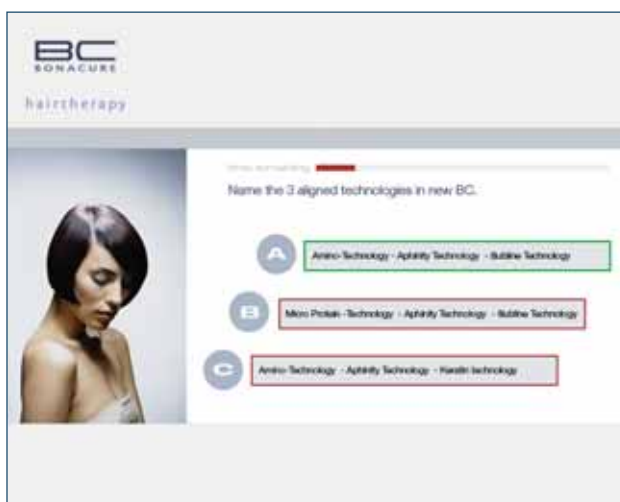 BC
BONACURE
hairtherapy
Name the 3 aligned technologies in new BC.
A
Amino-Technology - Aphinity Technology - Bubline Technology
B
Micro Protein -Technology - Aphinity Technology - Bubline Technology
C
Amino-Technology - Aphinity Technology - Keratin technology